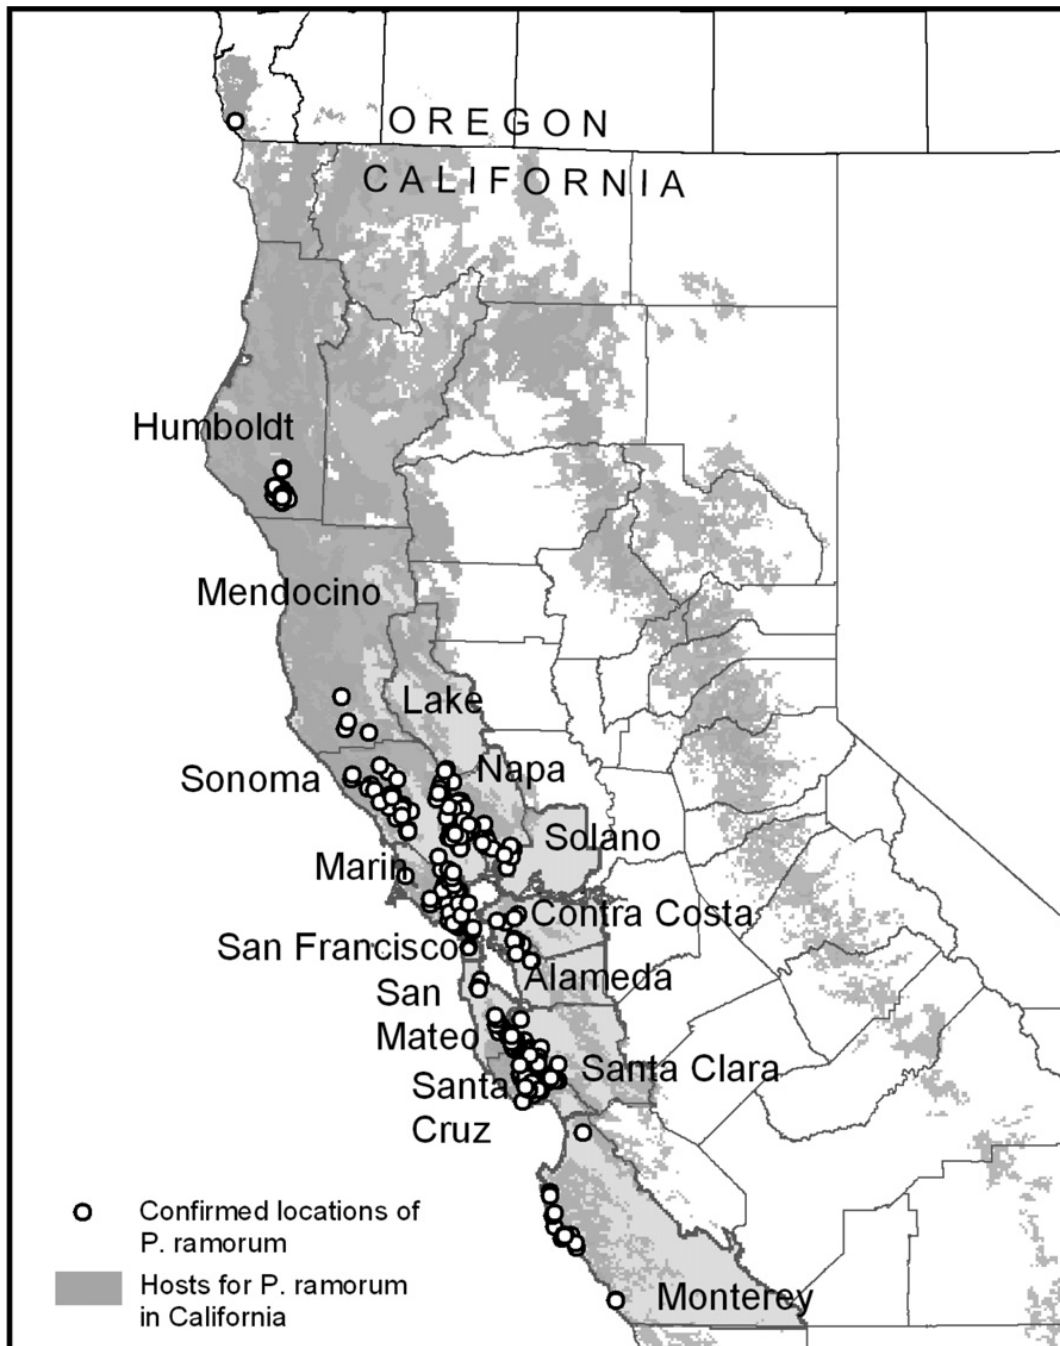 OREGON
CALIFORNIA
Humboldt
Mendocino
Lake
Sonoma
Napa
Solano
Marin
Contra Costa
San Francisco
Alameda
San
Mateo
Santa Clara
Santa
Cruz
Confirmed locations of
P. ramorum
Hosts for P. ramorum
in California
Monterey